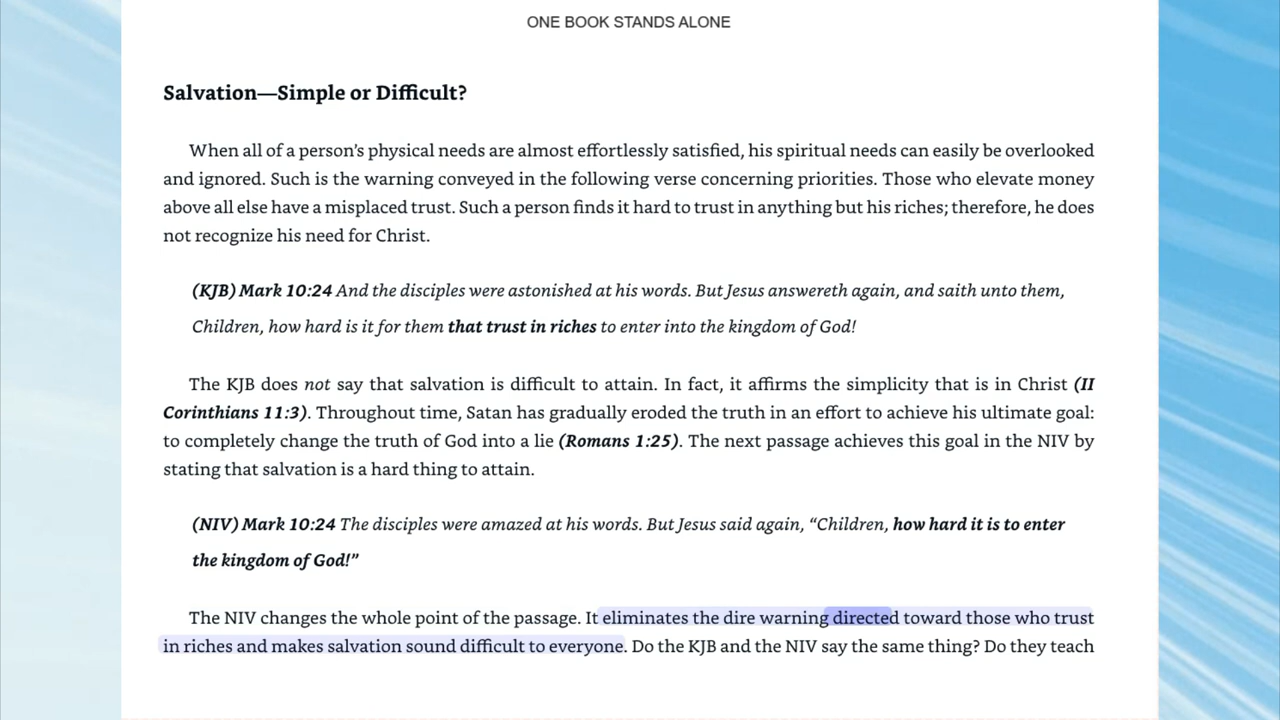 ONE BOOK STANDS ALONE
Salvation—Simple or Difficult?
When all of a person’s physical needs are almost effortlessly satisfied, his spiritual needs can easily be overlooked
and ignored. Such is the warning conveyed in the following verse concerning priorities. Those who elevate money
above all else have a misplaced trust. Such a person finds it hard to trust in anything but his riches; therefore, he does
not recognize his need for Christ.
(KJB) Mark 10:24 And the disciples were astonished at his words. But Jesus answereth again, and saith unto them,
Children, how hard is it for them that trust in riches to enter into the kingdom of God!
The KJB does not say that salvation is difficult to attain. In fact, it affirms the simplicity that is in Christ (II
Corinthians 11:3). Throughout time, Satan has gradually eroded the truth in an effort to achieve his ultimate goal:
to completely change the truth of God into a lie (Romans 1:25). The next passage achieves this goal in the NIV by
stating that salvation is a hard thing to attain.
(NIV) Mark 10:24 The disciples were amazed at his words. But Jesus said again, “Children, how hard it is to enter
the kingdom of God!”
The NIV changes the whole point of the passage. It eliminates the dire warning directed toward those who trust
in riches and makes salvation sound difficult to everyone. Do the KJB and the NIV say the same thing? Do they teach